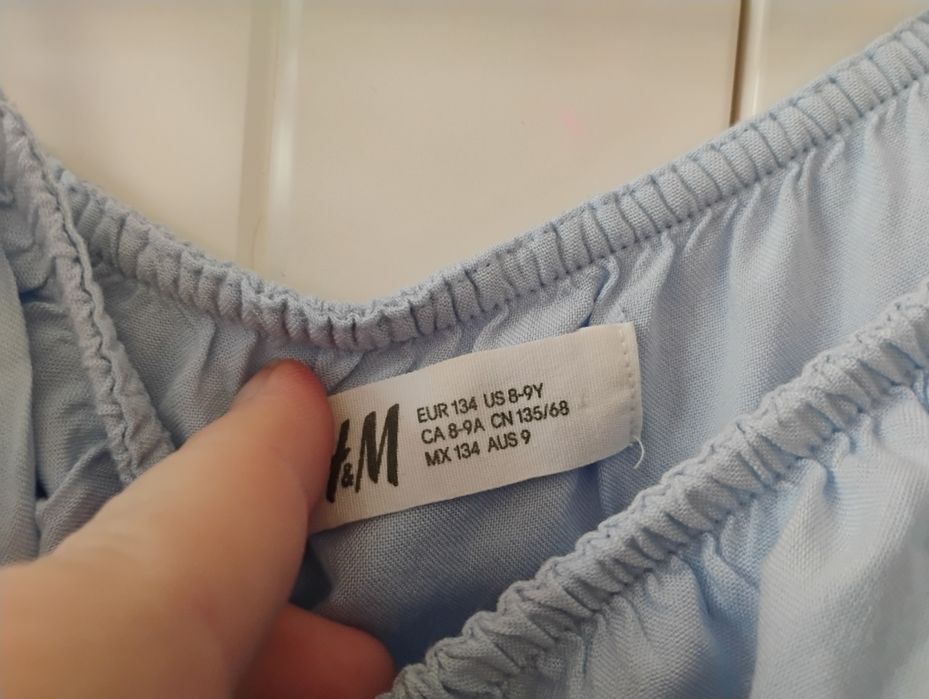 H&M
EUR 134 US 8-9Y
CA 8-9A CN 135/68
MX 134 AUS 9